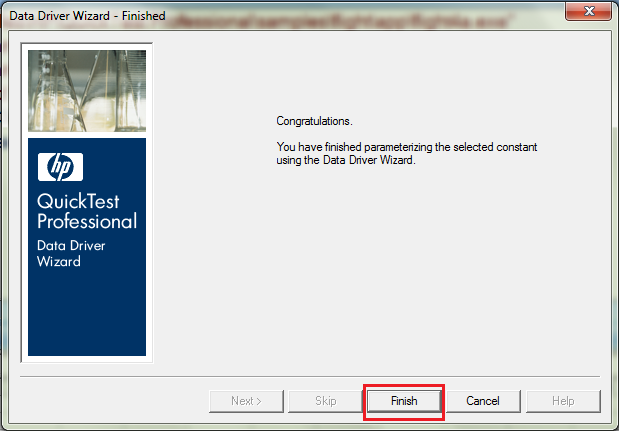 Data Driver Wizard - Finished
hp
QuickTest
Professional
Data Driver
Wizard
Congratulations.
You have finished parameterizing the selected constant
using the Data Driver Wizard.
Next >
Skip
Finish
Cancel
Help